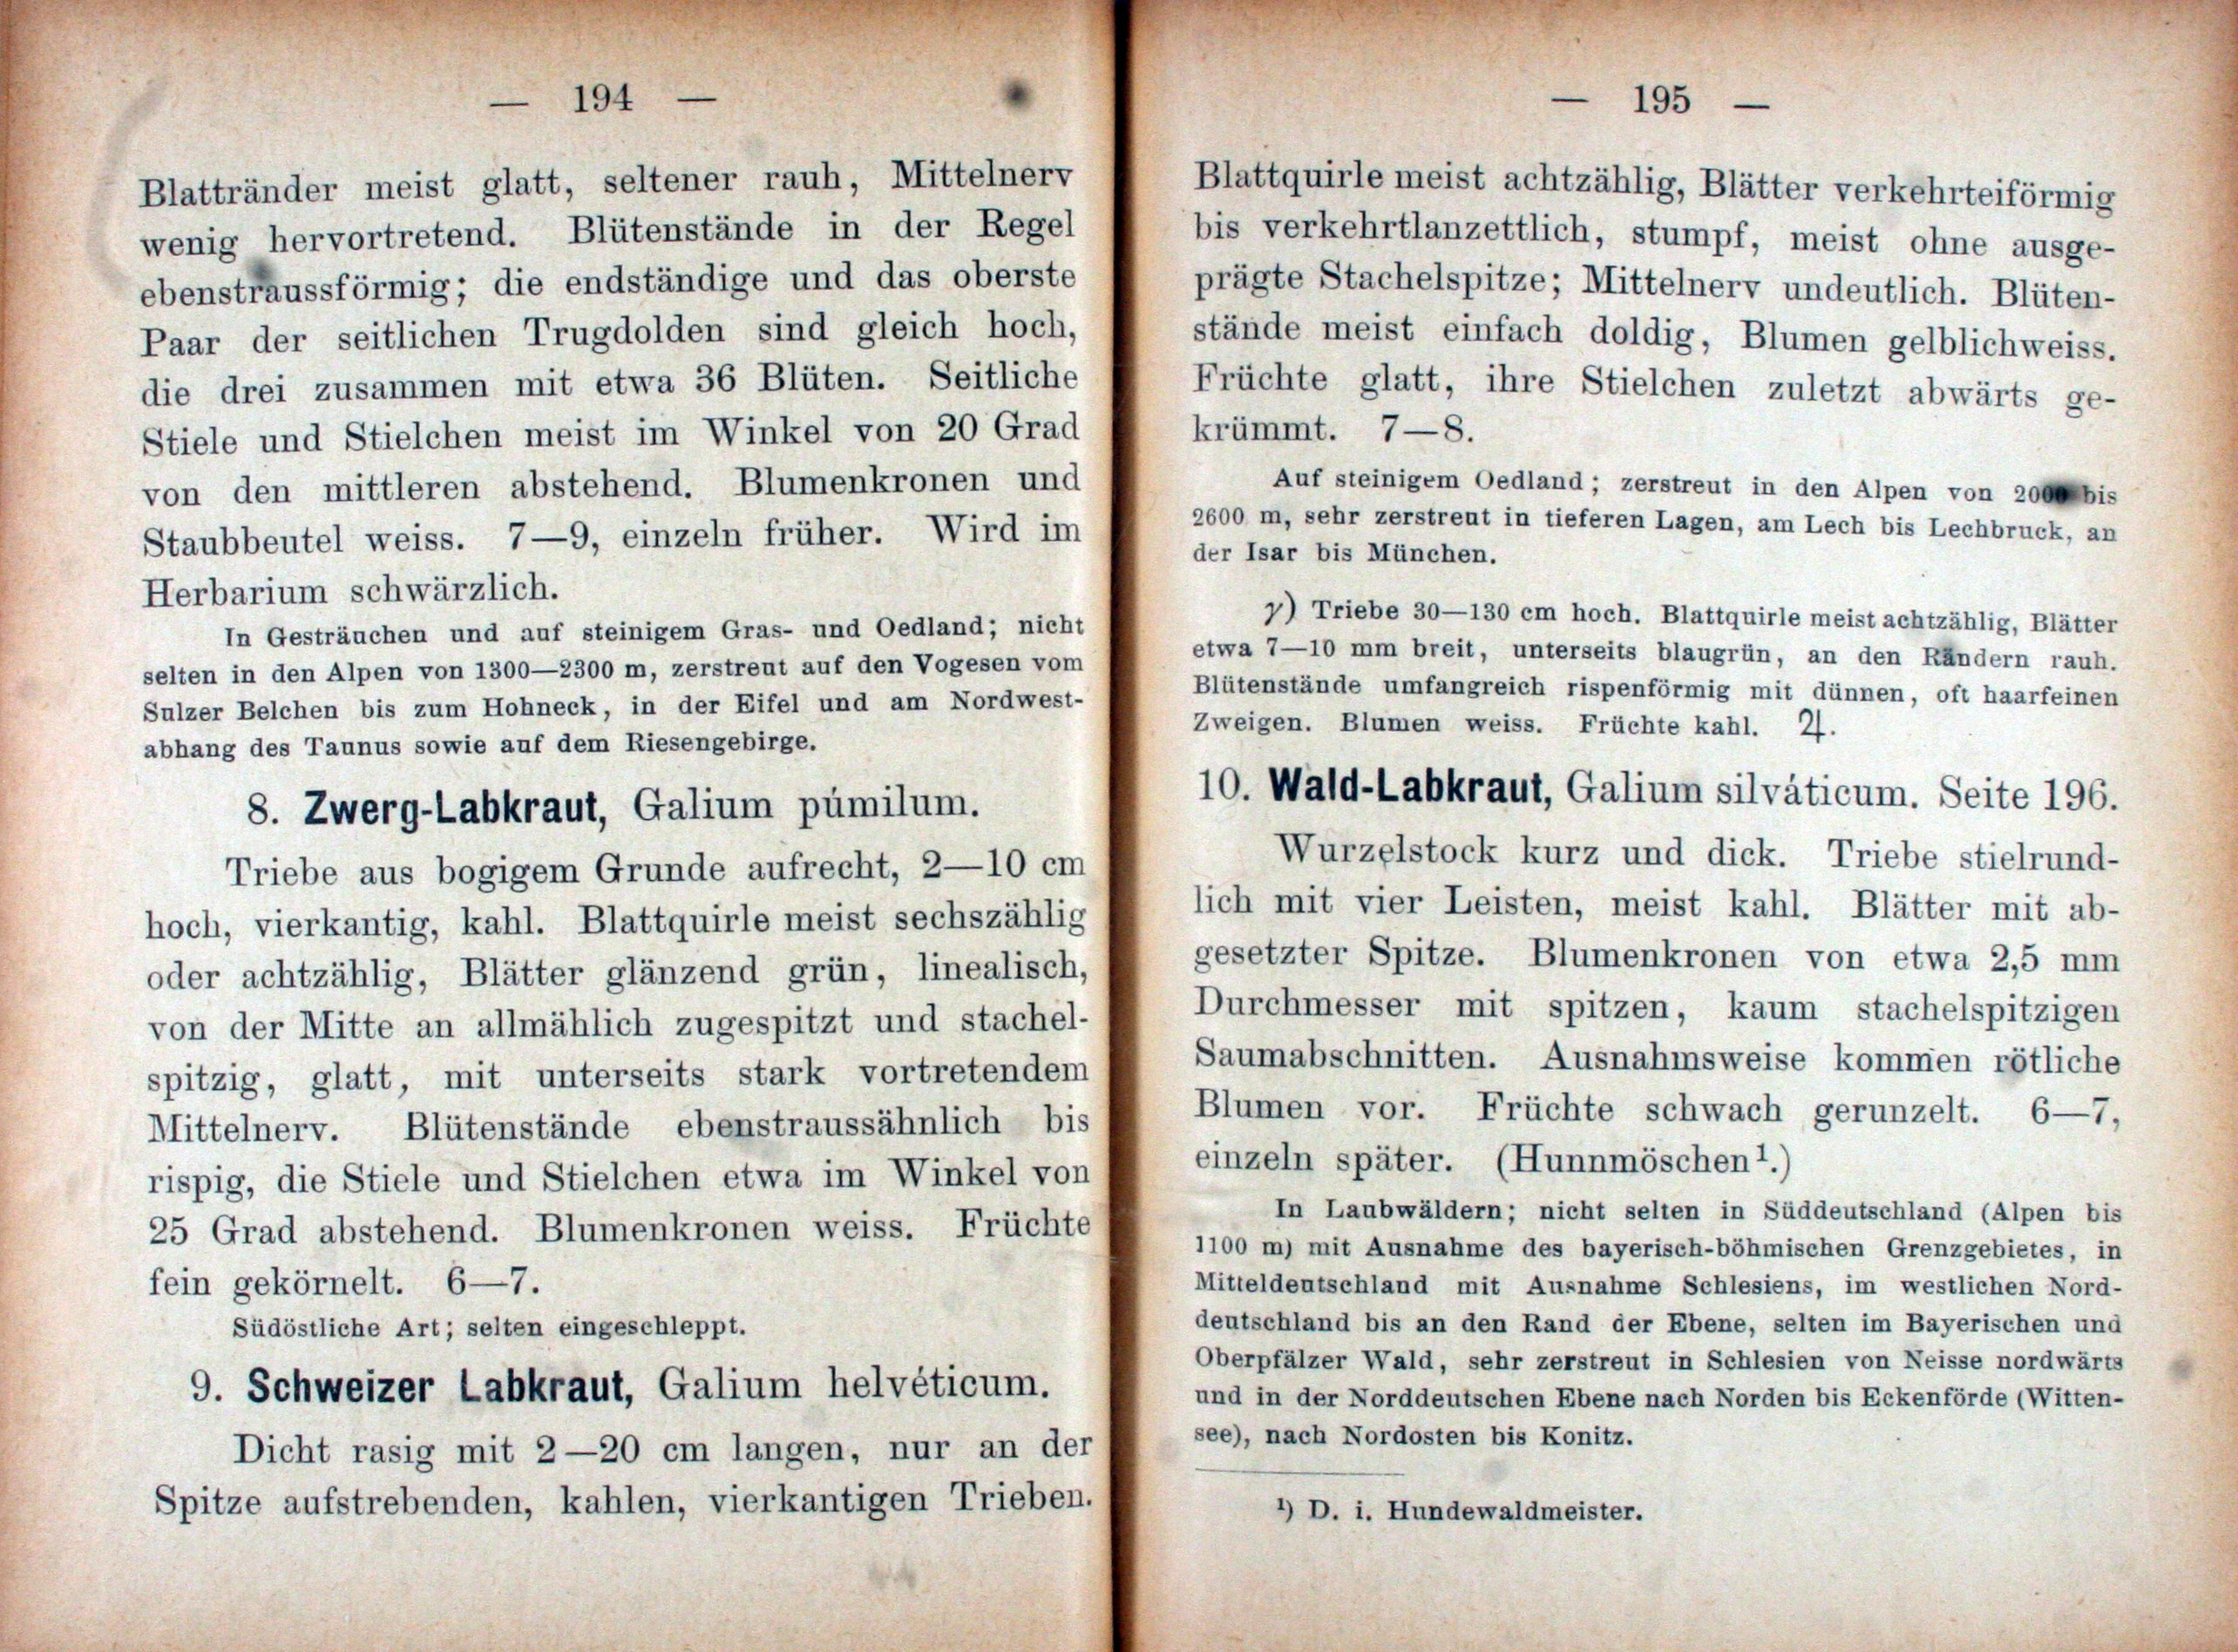 — 194 —
Blattränder meist glatt, seltener rauh, Mittelnerv
wenig hervortretend. Blütenstände in der Regel
ebensträussförmig; die endständige und das oberste
Paar der seitlichen Trugdolden sind gleich hoch,
die drei zusammen mit etwa 36 Blüten. Seitliche
Stiele und Stielchen meist im Winkel von 20 Grad
von den mittleren abstehend. Blumenkronen und
Staubbeutel weiss. 7—9, einzeln früher. Wird im
Herbarium schwärzlich.
In Gesträuchen und auf steinigem Gras- und Oedland; nicht
selten in den Alpen von 1300—2300 m, zerstreut auf den Vogesen vom
Sulzer Belchen bis zum Hohneck, in der Eifel und am Nordwest-
abhang des Taunus sowie auf dem Riesengebirge.
8. Zwerg-Labkraut, Galium púmilum.
Triebe aus bogigem Grunde aufrecht, 2—10 cm
hoch, vierkantig, kahl. Blattquirle meist sechszählig
oder achtzählig, Blätter glänzend grün, linealisch,
von der Mitte an allmählich zugespitzt und stachel-
spitzig, glatt, mit unterseits stark vortretendem
Mittelnerv. Blütenstände ebenstraussähnlich bis
rispig, die Stiele und Stielchen etwa im Winkel von
25 Grad abstehend. Blumenkronen weiss. Früchte
fein gekörnelt. 6—7.
Südöstliche Art; selten eingeschleppt.
9. Schweizer Labkraut, Galium helvéticum.
Dicht rasig mit 2—20 cm langen, nur an der
Spitze aufstrebenden, kahlen, vierkantigen Trieben.
— 195 —
Blattquirle meist achtzählig, Blätter verkehrteiförmig
bis verkehrtlanzettlich, stumpf, meist ohne ausge-
prägte Stachelspitze; Mittelnerv undeutlich. Blüten-
stände meist einfach doldig, Blumen gelblichweiss.
Früchte glatt, ihre Stielchen zuletzt abwärts ge-
krümmt. 7—8.
Auf steinigem Oedland; zerstreut in den Alpen von 2000 bis
2600 m, sehr zerstreut in tieferen Lagen, am Lech bis Lechbruck, an
der Isar bis München.
γ) Triebe 30—130 cm hoch. Blattquirle meist achtzählig, Blätter
etwa 7—10 mm breit, unterseits blaugrün, an den Rändern rauh.
Blütenstände umfangreich rispenförmig mit dünnen, oft haarfeinen
Zweigen. Blumen weiss. Früchte kahl. ♃.
10. Wald-Labkraut, Galium silváticum. Seite 196.
Wurzelstock kurz und dick. Triebe stielrund-
lich mit vier Leisten, meist kahl. Blätter mit ab-
gesetzter Spitze. Blumenkronen von etwa 2,5 mm
Durchmesser mit spitzen, kaum stachelspitzigen
Saumabschnitten. Ausnahmsweise kommen rötliche
Blumen vor. Früchte schwach gerunzelt. 6—7,
einzeln später. (Hunnmöschen¹.)
In Laubwäldern; nicht selten in Süddeutschland (Alpen bis
1100 m) mit Ausnahme des bayerisch-böhmischen Grenzgebietes, in
Mitteldeutschland mit Ausnahme Schlesiens, im westlichen Nord-
deutschland bis an den Rand der Ebene, selten im Bayerischen und
Oberpfälzer Wald, sehr zerstreut in Schlesien von Neisse nordwärts
und in der Norddeutschen Ebene nach Norden bis Eckenförde (Witten-
see), nach Nordosten bis Konitz.
¹) D. i. Hundewaldmeister.